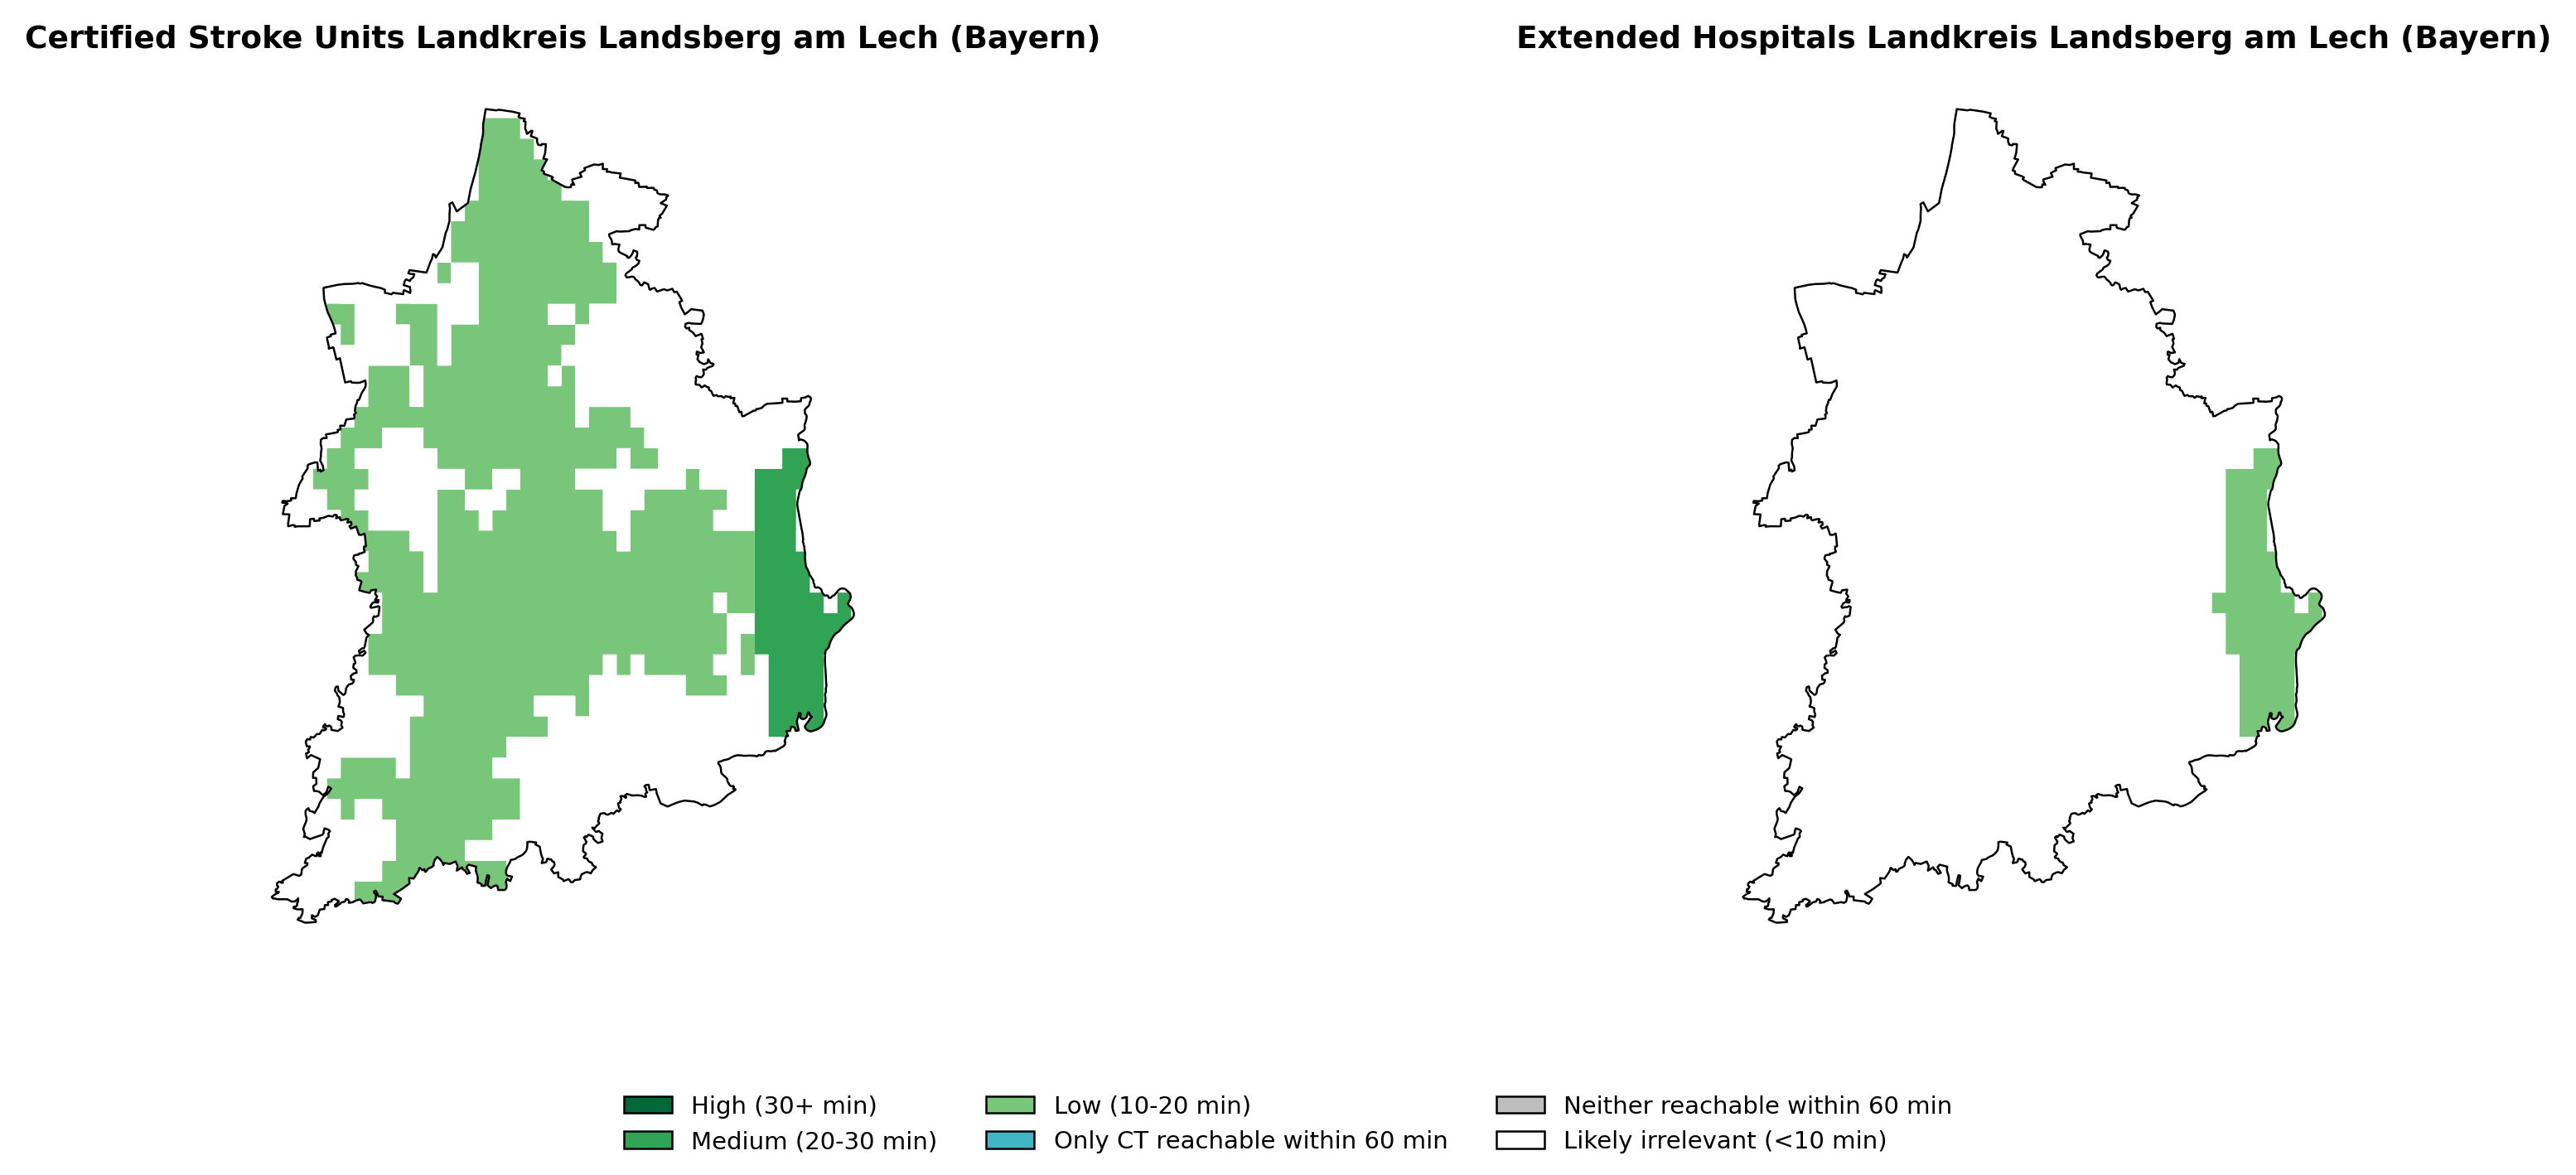 Certified Stroke Units Landkreis Landsberg am Lech (Bayern)
Extended Hospitals Landkreis Landsberg am Lech (Bayern)
High (30+ min)
Medium (20-30 min)
Low (10-20 min)
Only CT reachable within 60 min
Neither reachable within 60 min
Likely irrelevant (<10 min)